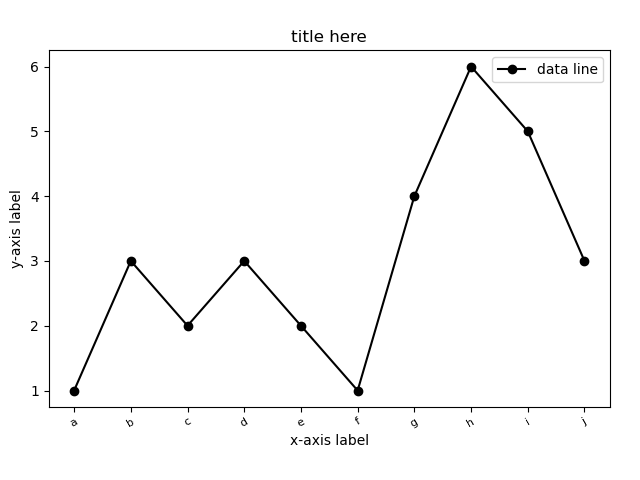 title here
data line
y-axis label
6
5
4
3
2
1
a b c d e f g h i j
x-axis label